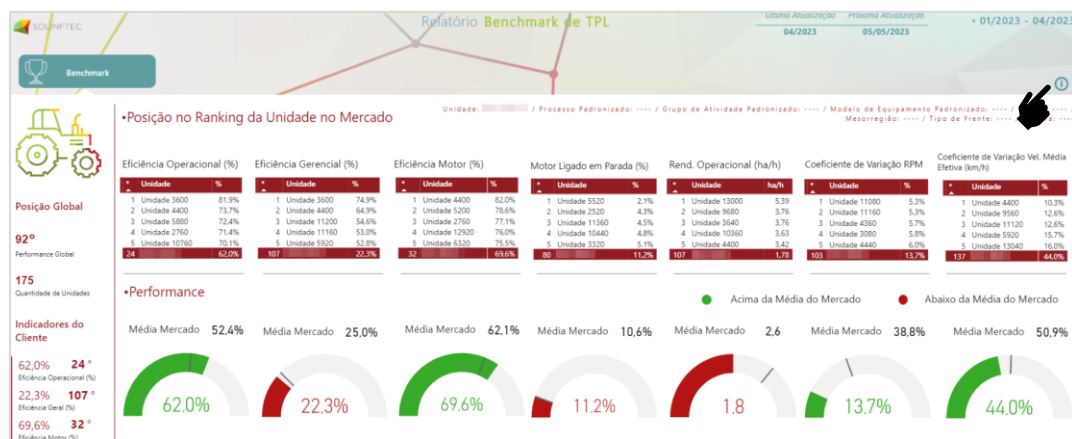 SOLINFTEC
Relatório Benchmark de TPL
Última Atualização Próxima Atualização
04/2023 05/05/2023
• 01/2023 - 04/2023
Benchmark
Unidade: / Processo Padronizado: ---- / Grupo de Atividade Padronizado: ---- / Modelo de Equipamento Padronizado: ---- /
Mesorregião: ---- / Tipo de Frente: ----
•Posição no Ranking da Unidade no Mercado
Posição Global
92º
Performance Global
175
Quantidade de Unidades
Indicadores do
Cliente
62,0% 24 º
Eficiência Operacional (%)
22,3% 107 º
Eficiência Geral (%)
69,6% 32 º
Eficiência Motor (%)
Eficiência Operacional (%)
Unidade %
1 Unidade 3600 81.9%
2 Unidade 4400 73.7%
3 Unidade 5880 72.4%
4 Unidade 2760 71.4%
5 Unidade 10760 70.1%
24 62,0%
Eficiência Gerencial (%)
Unidade %
1 Unidade 3600 74.9%
2 Unidade 4400 64.9%
3 Unidade 11200 54.6%
4 Unidade 11160 53.0%
5 Unidade 5920 52.8%
107 22,3%
Eficiência Motor (%)
Unidade %
1 Unidade 4400 82.0%
2 Unidade 5200 78.6%
3 Unidade 2760 77.1%
4 Unidade 12920 76.0%
5 Unidade 6320 75.5%
32 69,6%
Motor Ligado em Parada (%)
Unidade %
1 Unidade 5520 2.1%
2 Unidade 2520 4.3%
3 Unidade 11360 4.5%
4 Unidade 10440 4.8%
5 Unidade 3320 5.1%
80 11,2%
Rend. Operacional (ha/h)
Unidade ha/h
1 Unidade 13000 5.39
2 Unidade 9680 3.76
3 Unidade 3640 3.76
4 Unidade 10360 3.63
5 Unidade 4400 3.42
107 1,78
Coeficiente de Variação RPM
Unidade %
1 Unidade 11080 5.3%
2 Unidade 11160 5.3%
3 Unidade 4360 5.7%
4 Unidade 3080 5.8%
5 Unidade 4440 6.0%
103 13,7%
Coeficiente de Variação Vel. Média
Efetiva (km/h)
Unidade %
1 Unidade 4400 10.3%
2 Unidade 9560 12.6%
3 Unidade 11120 12.6%
4 Unidade 5920 15.7%
5 Unidade 13040 16.0%
137 44,0%
•Performance
Acima da Média do Mercado Abaixo da Média do Mercado
Média Mercado 52,4%
62.0%
Média Mercado 25,0%
22.3%
Média Mercado 62,1%
69.6%
Média Mercado 10,6%
11.2%
Média Mercado 2,6
1.8
Média Mercado 38,8%
13.7%
Média Mercado 50,9%
44.0%